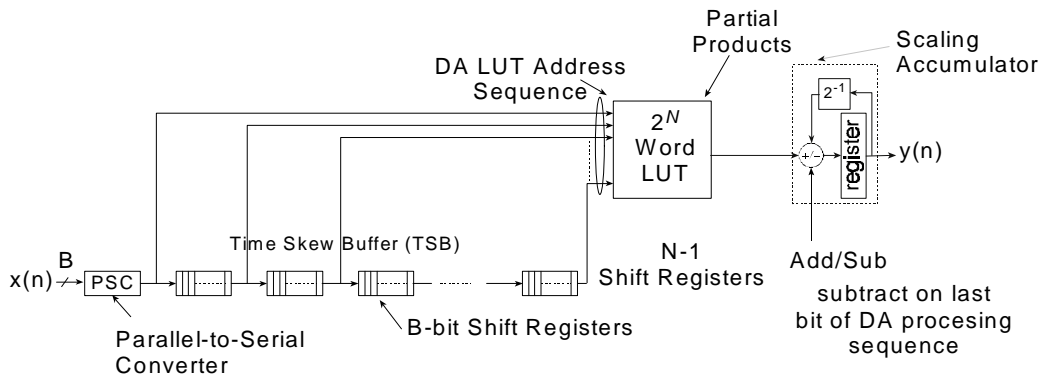 Partial
Products
Scaling
Accumulator
DA LUT Address
Sequence
2^-1
2^N
Word
LUT
+/-
register
y(n)
Time Skew Buffer (TSB)
N-1
Shift Registers
Add/Sub
subtract on last
bit of DA procesing
sequence
B
x(n)
PSC
B-bit Shift Registers
Parallel-to-Serial
Converter